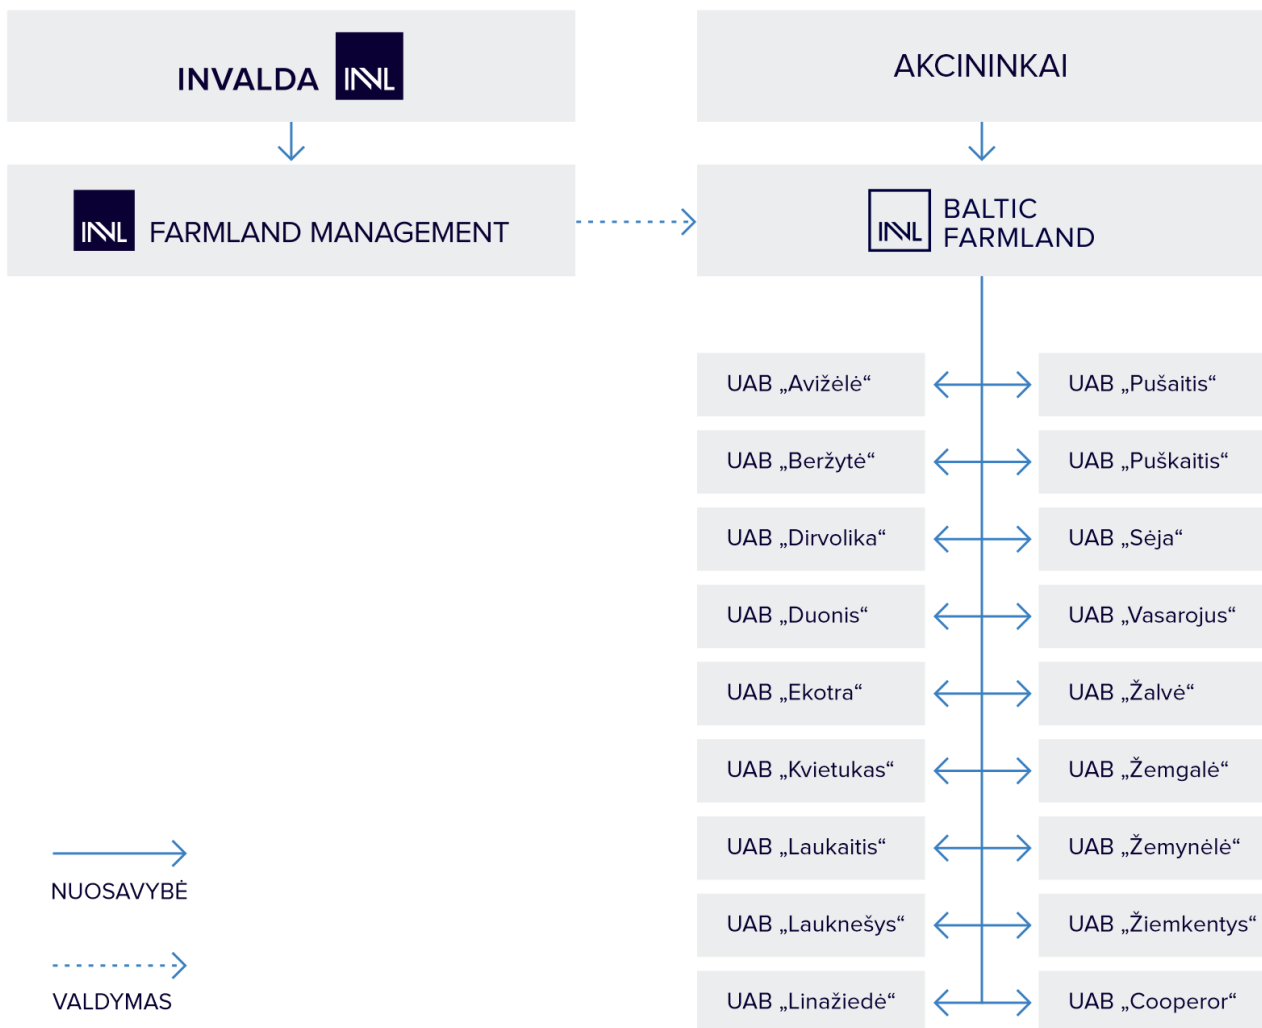 INVALDA INVL
AKCININKAI
INVL FARMLAND MANAGEMENT
INVL BALTIC
FARMLAND
UAB „Avižėlė“
UAB „Pušaitis“
UAB „Beržytė“
UAB „Puškaitis“
UAB „Dirvolika“
UAB „Sėja“
UAB „Duonis“
UAB „Vasarojus“
UAB „Ekotra“
UAB „Žalvė“
UAB „Kvietukas“
UAB „Žemgalė“
UAB „Laukaitis“
UAB „Žemynėlė“
UAB „Lauknešys“
UAB „Žiemkentys“
UAB „Linažiedė“
UAB „Cooperor“
NUOSAVYBĖ
VALDYMAS